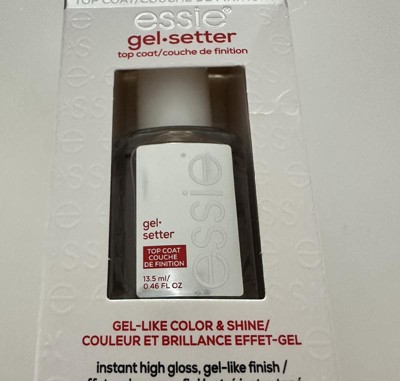 TOP COAT/COUCHE DE FINITION
essie®
gel•setter
top coat/couche de finition
essie
gel•
setter
TOP COAT
COUCHE
DE FINITION
13.5 ml/
0.46 FL OZ
GEL-LIKE COLOR & SHINE/
COULEUR ET BRILLANCE EFFET-GEL
instant high gloss, gel-like finish /